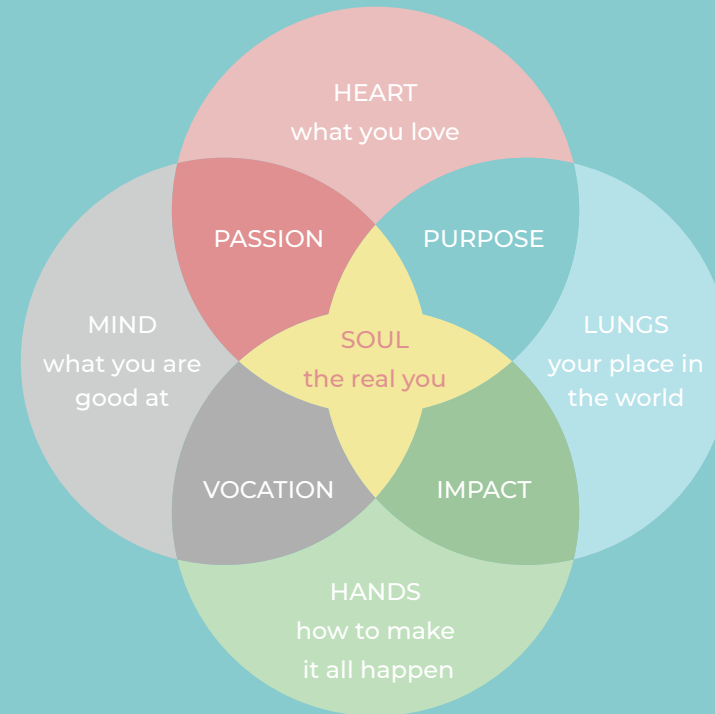 HEART
what you love
PASSION
PURPOSE
MIND
what you are
good at
SOUL
the real you
LUNGS
your place in
the world
VOCATION
IMPACT
HANDS
how to make
it all happen